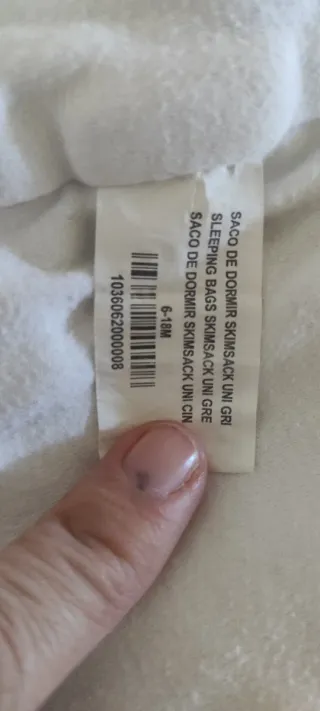 SACO DE DORMIR SKIMSACK UNI GRI
SLEEPING BAGS SKIMSACK UNI GRE
SACO DE DORMIR SKIMSACK UNI CIN
6-18M
1036062000008